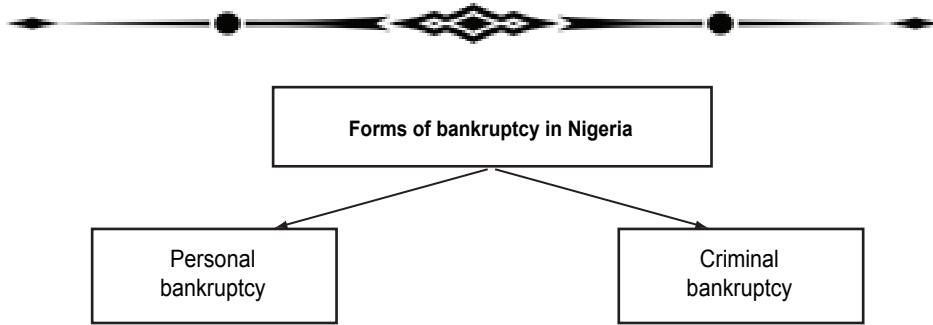 Forms of bankruptcy in Nigeria
Personal
bankruptcy
Criminal
bankruptcy